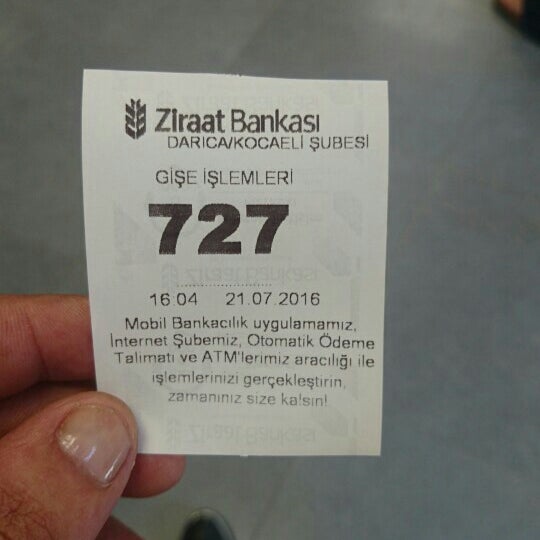 Ziraat Bankası
DARICA/KOCAELİ ŞUBESİ
GİŞE İŞLEMLERİ
727
16 04 21.07.2016
Mobil Bankacılık uygulamamız,
İnternet Şubemiz, Otomatik Ödeme
Talimatı ve ATM'lerimiz aracılığı ile
işlemlerinizi gerçekleştirin,
zamanınız size kalsın!